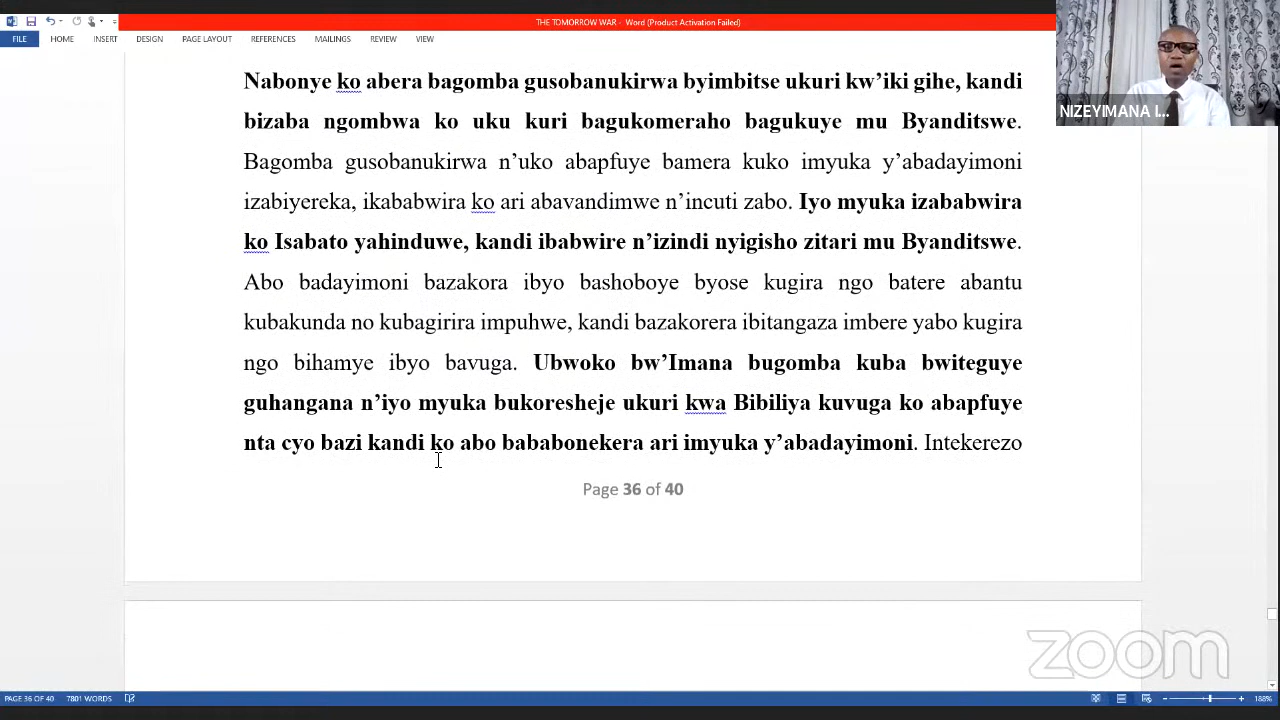 THE TOMORROW WAR - Word (Product Activation Failed)
FILE HOME INSERT DESIGN PAGE LAYOUT REFERENCES MAILINGS REVIEW VIEW
NIZEYIMANA I...
Nabonye ko abera bagomba gusobanukirwa byimbitse ukuri kw’iki gihe, kandi
bizaba ngombwa ko uku kuri bagukomeraho bagukuye mu Byanditswe.
Bagomba gusobanukirwa n’uko abapfuye bamera kuko imyuka y’abadayimoni
izabiyereka, ikababwira ko ari abavandimwe n’incuti zabo. Iyo myuka izababwira
ko Isabato yahinduwe, kandi ibabwire n’izindi nyigisho zitari mu Byanditswe.
Abo badayimoni bazakora ibyo bashoboye byose kugira ngo batere abantu
kubakunda no kubagirira impuhwe, kandi bazakorera ibitangaza imbere yabo kugira
ngo bihamye ibyo bavuga. Ubwoko bw’Imana bugomba kuba bwiteguye
guhangana n’iyo myuka bukoresheje ukuri kwa Bibiliya kuvuga ko abapfuye
nta cyo bazi kandi ko abo bababonekera ari imyuka y’abadayimoni. Intekerezo
Page 36 of 40
zoom
PAGE 36 OF 40 7801 WORDS 188%